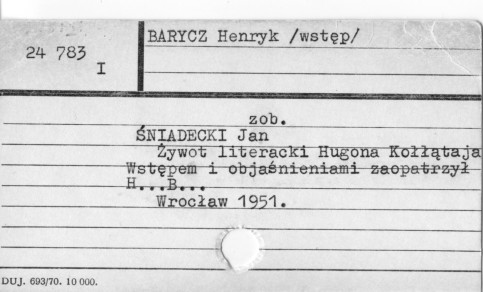 BARYCZ Henryk /wstęp/
24 783
I
zob.
ŚNIADECKI Jan
Żywot literacki Hugona Kołłątaja
Wstępem i objaśnieniami zaopatrzył
H...B...
Wrocław 1951.
DUJ. 693/70. 10 000.